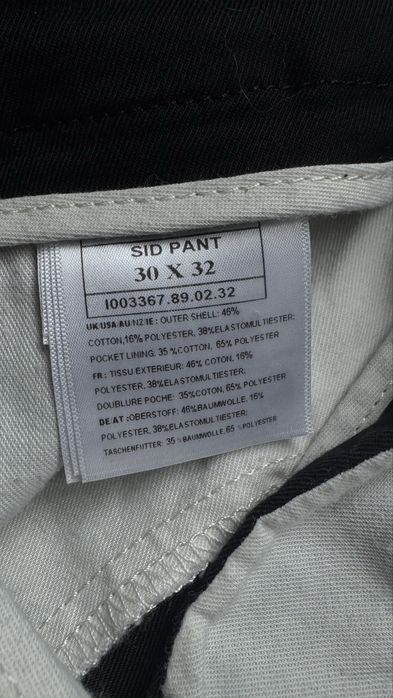 SID PANT
30 X 32
I003367.89.02.32
UK:USA:AU:NZ:IE: OUTER SHELL: 46%
COTTON,16% POLYESTER, 38%ELASTOMULTIESTER;
POCKET LINING: 35 %COTTON, 65% POLYESTER
FR: TISSU EXTERIEUR: 46% COTON, 16%
POLYESTER, 38%ELASTOMULTIESTER;
DOUBLURE POCHE: 35%COTON, 65% POLYESTER
DE:AT :OBERSTOFF: 46%BAUMWOLLE, 16%
POLYESTER, 38%ELASTOMULTIESTER;
TASCHENFUTTER: 35 %BAUMWOLLE,65 %POLYESTER